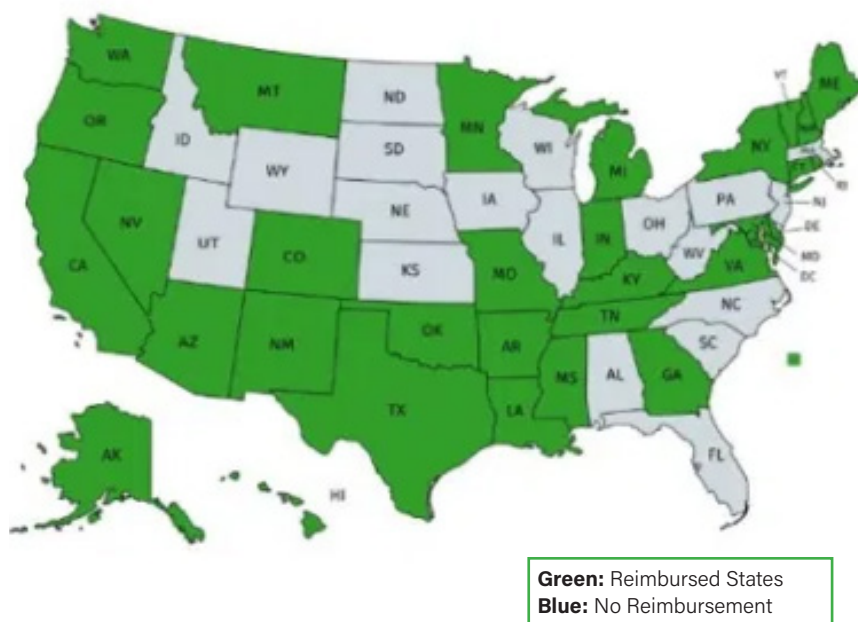 WA
MT
ND
MN
ME
VT
OR
ID
SD
WI
NY
MI
WY
RI
IA
PA
NJ
NE
NV
OH
DE
IL
IN
UT
WV
MD
CO
CA
KS
MO
KY
VA
DC
NC
TN
OK
AZ
NM
AR
SC
MS
AL
GA
TX
LA
FL
AK
HI
Green: Reimbursed States
Blue: No Reimbursement